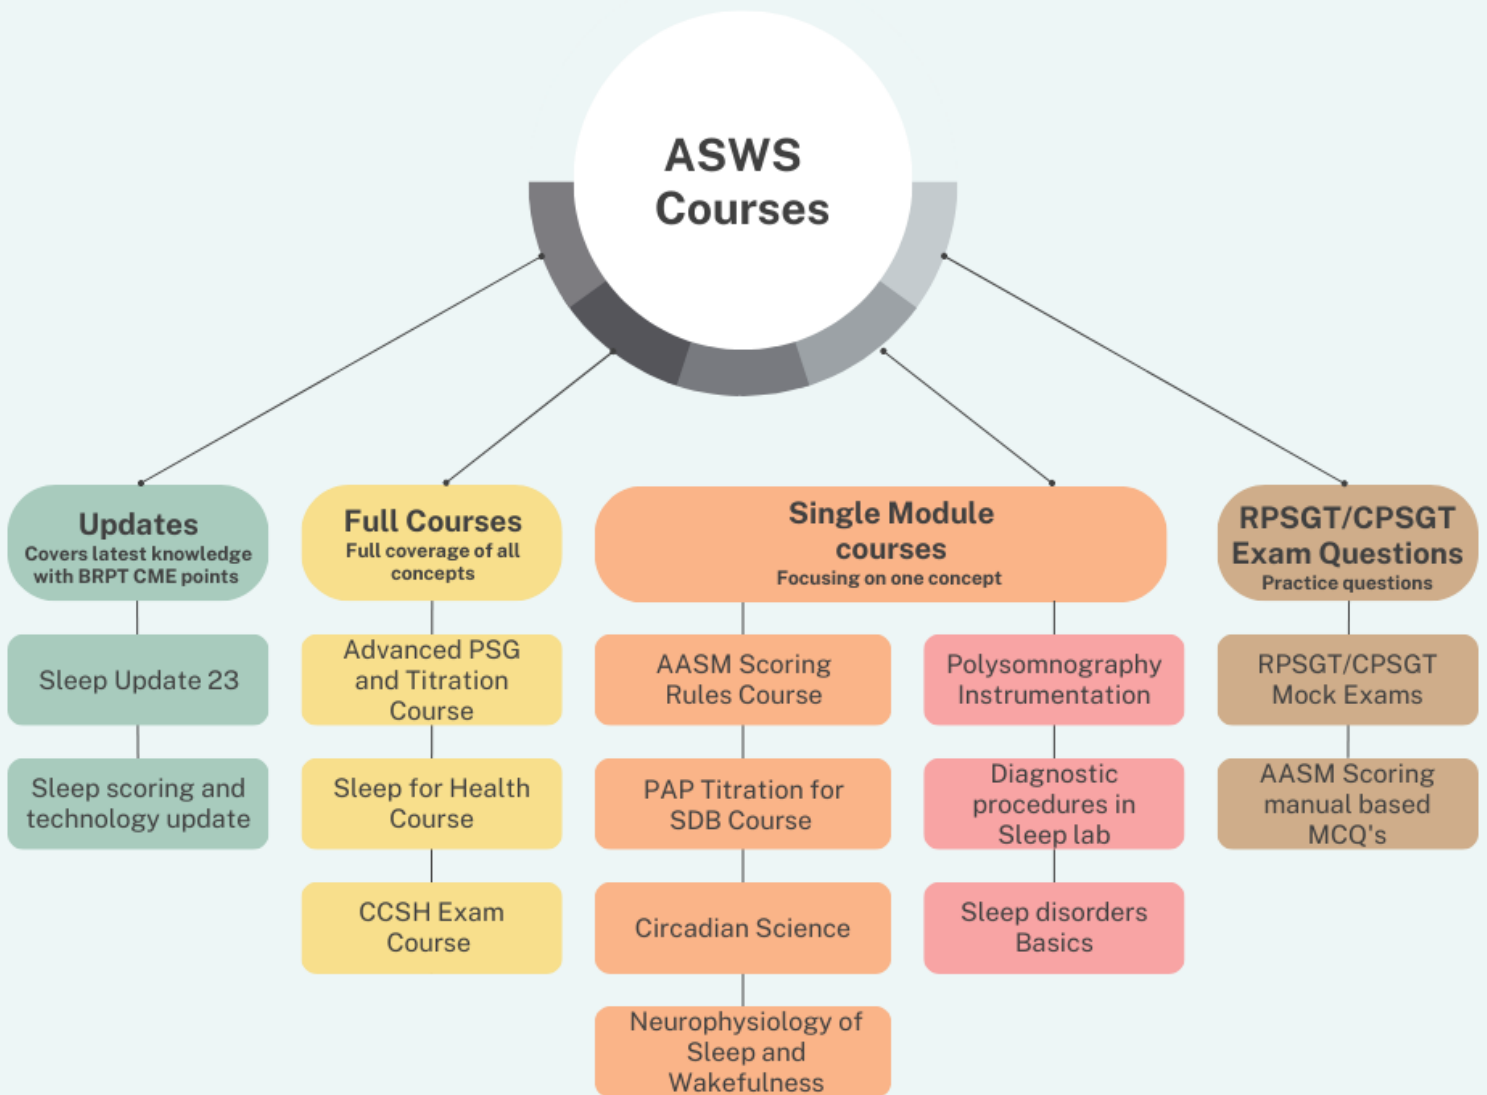 ASWS
Courses
Updates
Covers latest knowledge
with BRPT CME points
Sleep Update 23
Sleep scoring and
technology update
Full Courses
Full coverage of all
concepts
Advanced PSG
and Titration
Course
Sleep for Health
Course
CCSH Exam
Course
Single Module
courses
Focusing on one concept
AASM Scoring
Rules Course
PAP Titration for
SDB Course
Circadian Science
Neurophysiology of
Sleep and
Wakefulness
Polysomnography
Instrumentation
Diagnostic
procedures in
Sleep lab
Sleep disorders
Basics
RPSGT/CPSGT
Exam Questions
Practice questions
RPSGT/CPSGT
Mock Exams
AASM Scoring
manual based
MCQ's